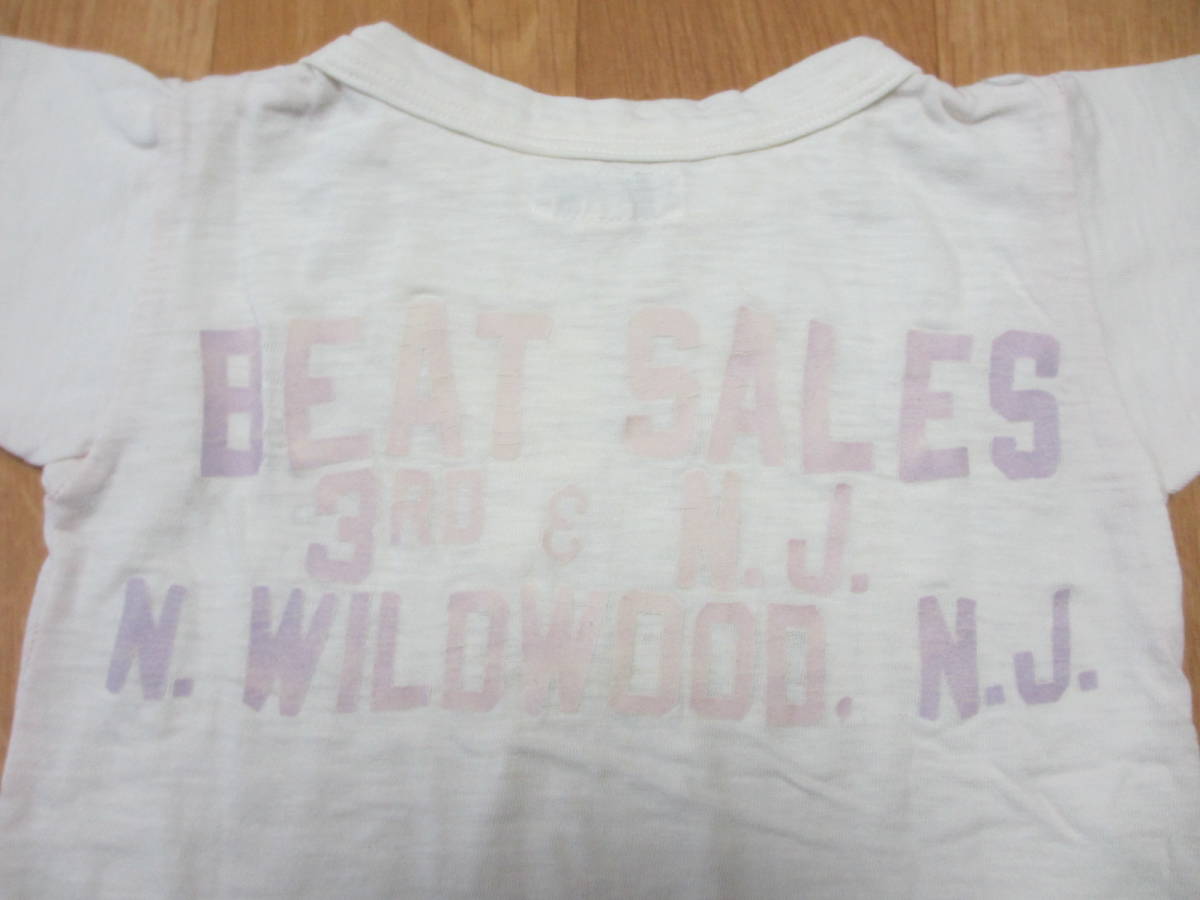 BEAT SALES
3RD & N.J.
N. WILDWOOD. N.J.